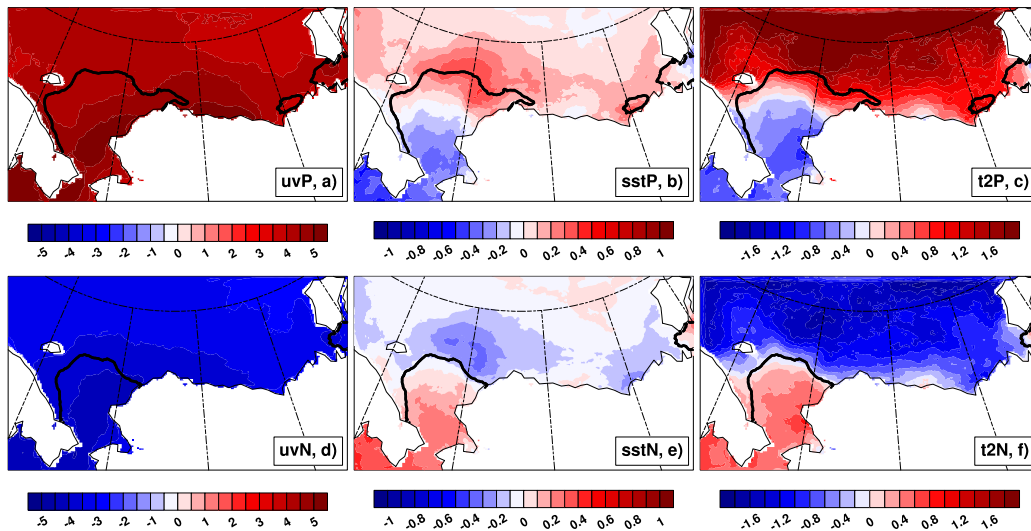 uvP, a)
sstP, b)
t2P, c)
-5 -4 -3 -2 -1 0 1 2 3 4 5
-1 -0.8 -0.6 -0.4 -0.2 0 0.2 0.4 0.6 0.8 1
-1.6 -1.2 -0.8 -0.4 0 0.4 0.8 1.2 1.6
uvN, d)
sstN, e)
t2N, f)
-5 -4 -3 -2 -1 0 1 2 3 4 5
-1 -0.8 -0.6 -0.4 -0.2 0 0.2 0.4 0.6 0.8 1
-1.6 -1.2 -0.8 -0.4 0 0.4 0.8 1.2 1.6